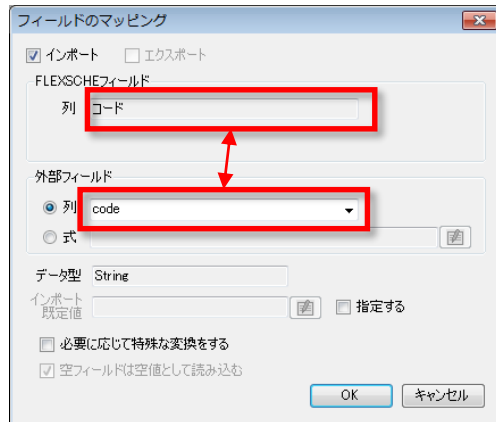 フィールドのマッピング
インポート エクスポート
FLEXSCHEフィールド
列 コード
外部フィールド
列 code
式
データ型 String
インポート
既定値 指定する
必要に応じて特殊な変換をする
空フィールドは空値として読み込む
OK キャンセル